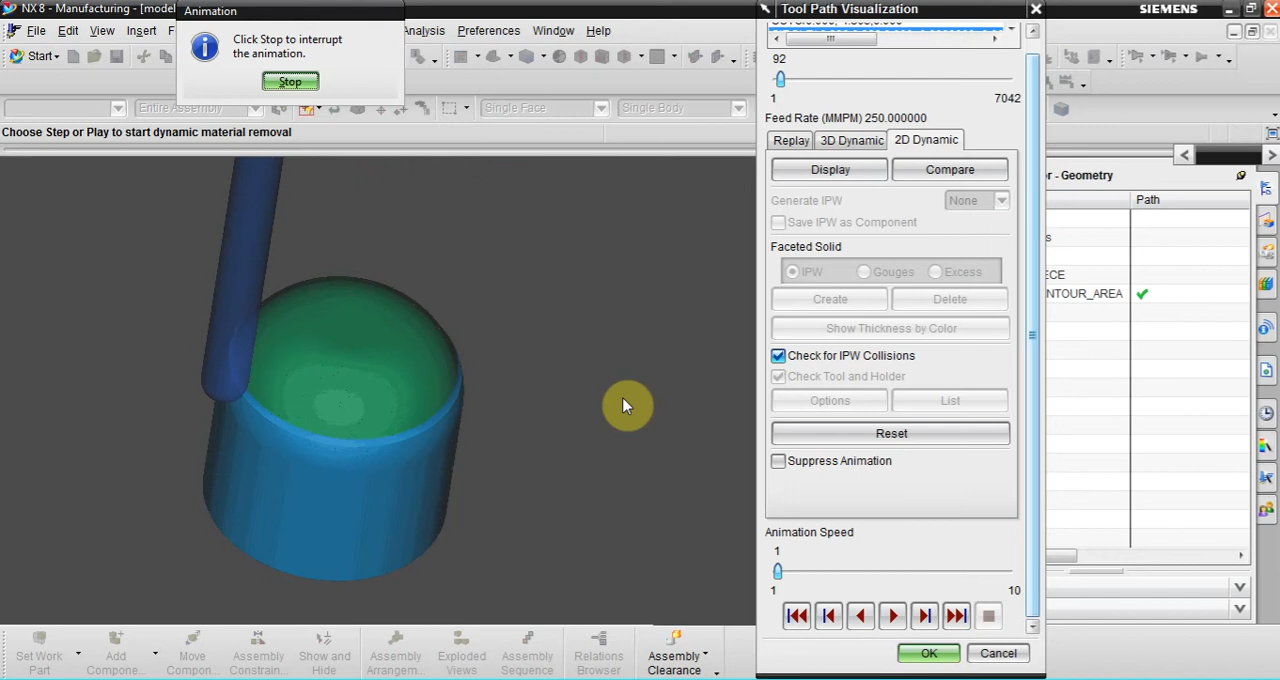 NX 8 - Manufacturing - [model
Animation
Tool Path Visualization
SIEMENS
File Edit View Insert
Analysis Preferences Window Help
Click Stop to interrupt
the animation.
Stop
Start
92
1 7042
Entire Assembly
Single Face
Single Body
Feed Rate (MMPM) 250.000000
Choose Step or Play to start dynamic material removal
Replay 3D Dynamic 2D Dynamic
Display Compare
r - Geometry
Path
Generate IPW None
Save IPW as Component
s
Faceted Solid
IPW Gouges Excess
ECE
Create Delete
NTOUR_AREA
Show Thickness by Color
Check for IPW Collisions
Check Tool and Holder
Options List
Reset
Suppress Animation
Animation Speed
1
1 10
Set Work
Part
Add
Compone...
Move
Compon...
Assembly
Constrain...
Show and
Hide
Assembly
Arrangem...
Exploded
Views
Assembly
Sequence
Relations
Browser
Assembly
Clearance
OK Cancel